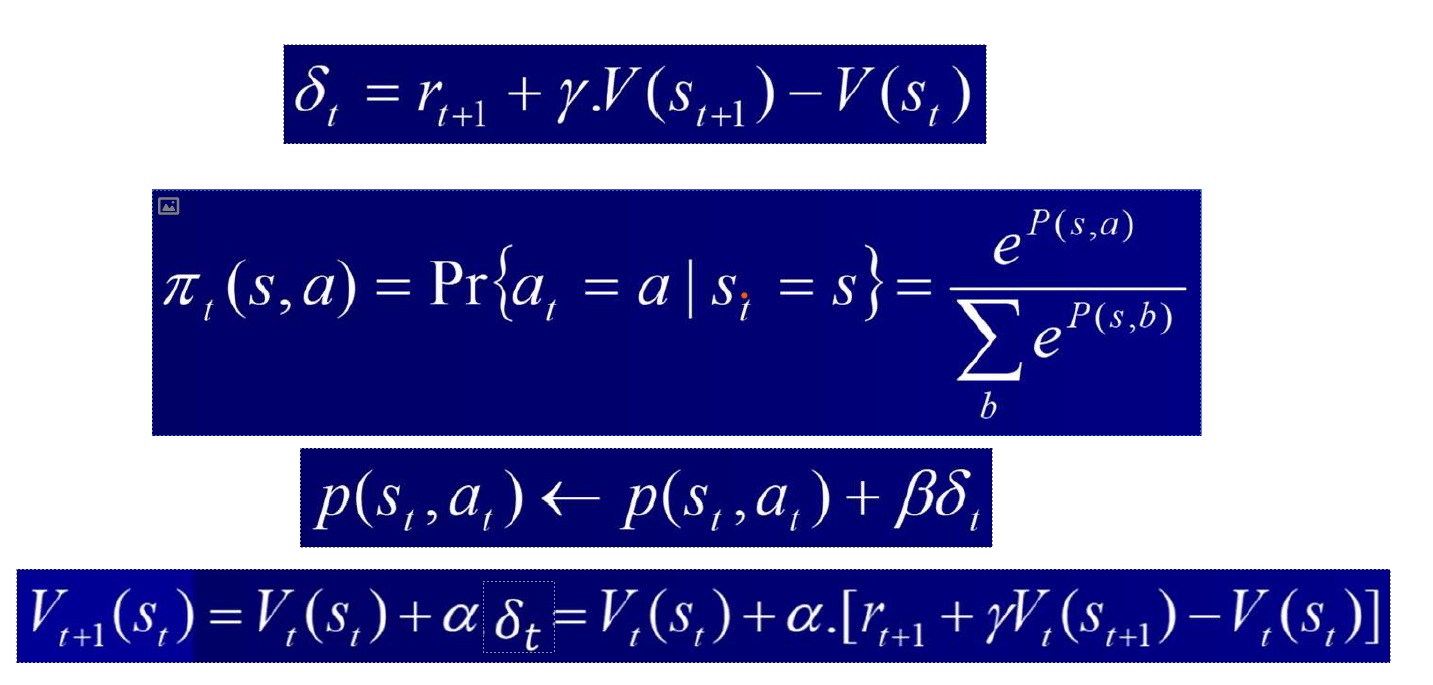 δ_t = r_{t+1} + γ.V(s_{t+1}) − V(s_t)
π_t(s,a) = Pr{a_t = a | s_t = s} = e^{P(s,a)} / ∑_b e^{P(s,b)}
p(s_t, a_t) ← p(s_t, a_t) + βδ_t
V_{t+1}(s_t) = V_t(s_t) + α δ_t = V_t(s_t) + α.[r_{t+1} + γV_t(s_{t+1}) − V_t(s_t)]